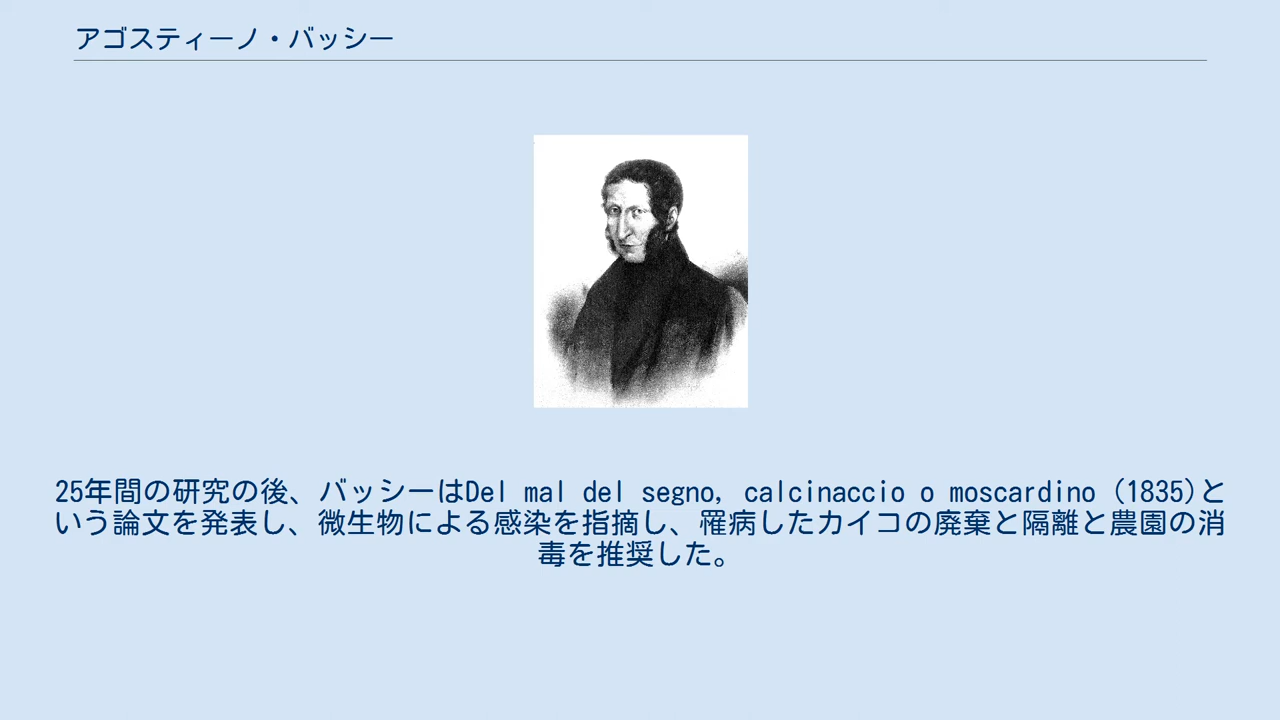 アゴスティーノ・バッシー
25年間の研究の後、バッシーはDel mal del segno, calcinaccio o moscardino (1835)と
いう論文を発表し、微生物による感染を指摘し、罹病したカイコの廃棄と隔離と農園の消
毒を推奨した。